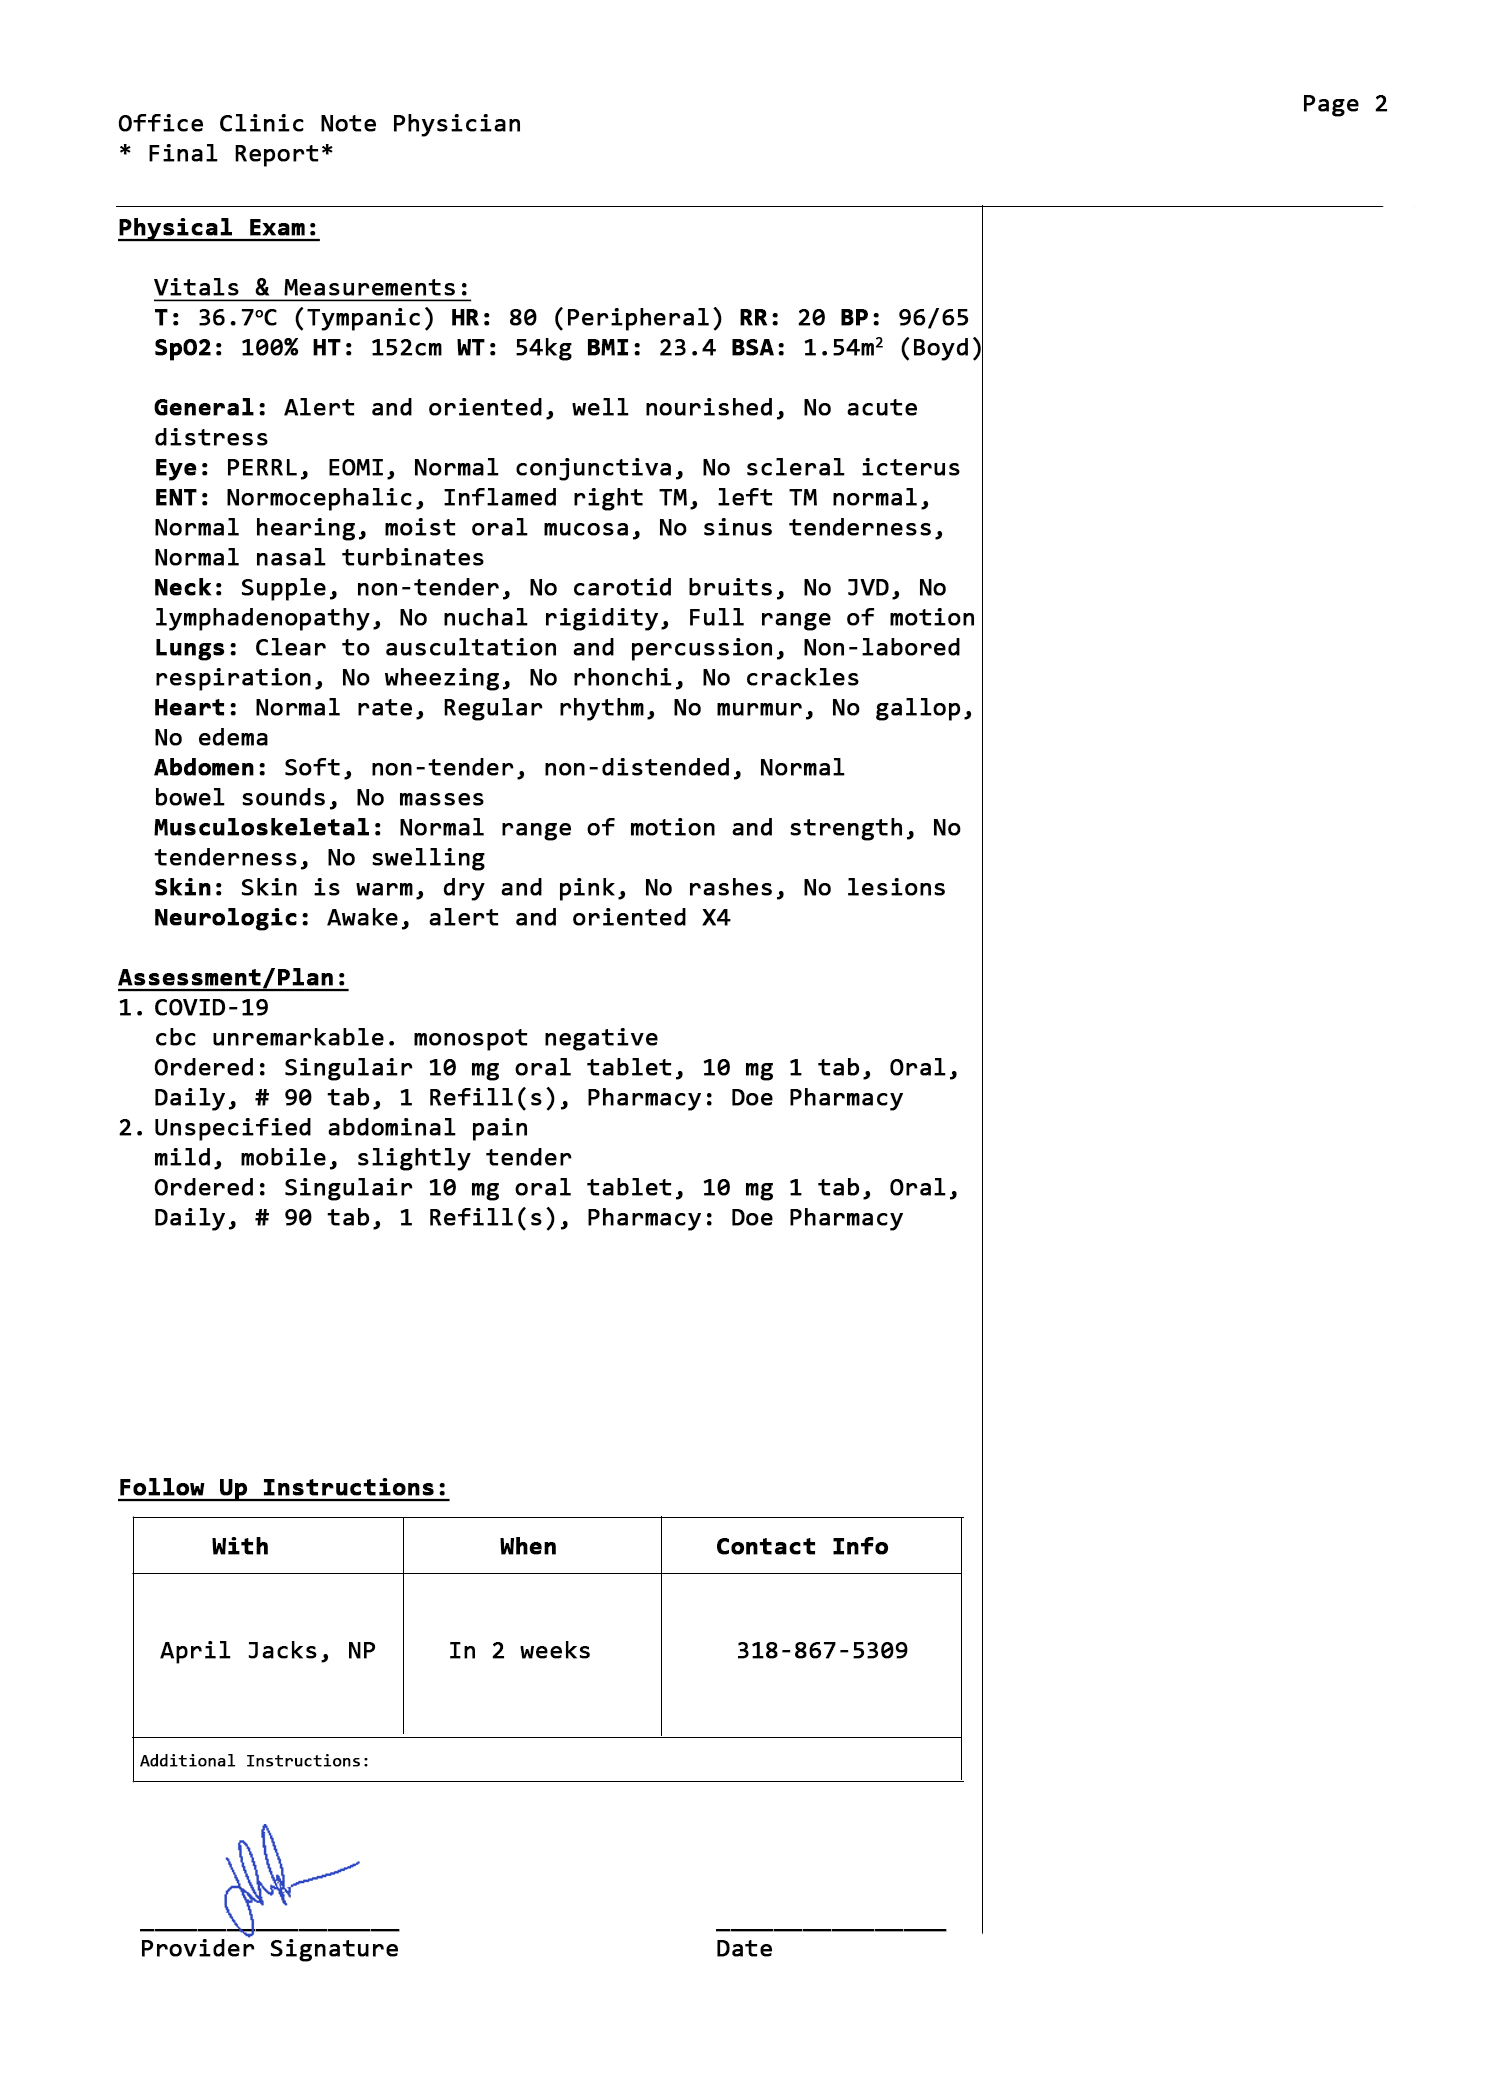 Page 2
Office Clinic Note Physician
* Final Report*
Physical Exam:
Vitals & Measurements:
T: 36.7°C (Tympanic) HR: 80 (Peripheral) RR: 20 BP: 96/65
SpO2: 100% HT: 152cm WT: 54kg BMI: 23.4 BSA: 1.54m² (Boyd)
General: Alert and oriented, well nourished, No acute
distress
Eye: PERRL, EOMI, Normal conjunctiva, No scleral icterus
ENT: Normocephalic, Inflamed right TM, left TM normal,
Normal hearing, moist oral mucosa, No sinus tenderness,
Normal nasal turbinates
Neck: Supple, non-tender, No carotid bruits, No JVD, No
lymphadenopathy, No nuchal rigidity, Full range of motion
Lungs: Clear to auscultation and percussion, Non-labored
respiration, No wheezing, No rhonchi, No crackles
Heart: Normal rate, Regular rhythm, No murmur, No gallop,
No edema
Abdomen: Soft, non-tender, non-distended, Normal
bowel sounds, No masses
Musculoskeletal: Normal range of motion and strength, No
tenderness, No swelling
Skin: Skin is warm, dry and pink, No rashes, No lesions
Neurologic: Awake, alert and oriented X4
Assessment/Plan:
1. COVID-19
cbc unremarkable. monospot negative
Ordered: Singulair 10 mg oral tablet, 10 mg 1 tab, Oral,
Daily, # 90 tab, 1 Refill(s), Pharmacy: Doe Pharmacy
2. Unspecified abdominal pain
mild, mobile, slightly tender
Ordered: Singulair 10 mg oral tablet, 10 mg 1 tab, Oral,
Daily, # 90 tab, 1 Refill(s), Pharmacy: Doe Pharmacy
Follow Up Instructions:
With When Contact Info
April Jacks, NP In 2 weeks 318-867-5309
Additional Instructions:
Provider Signature Date